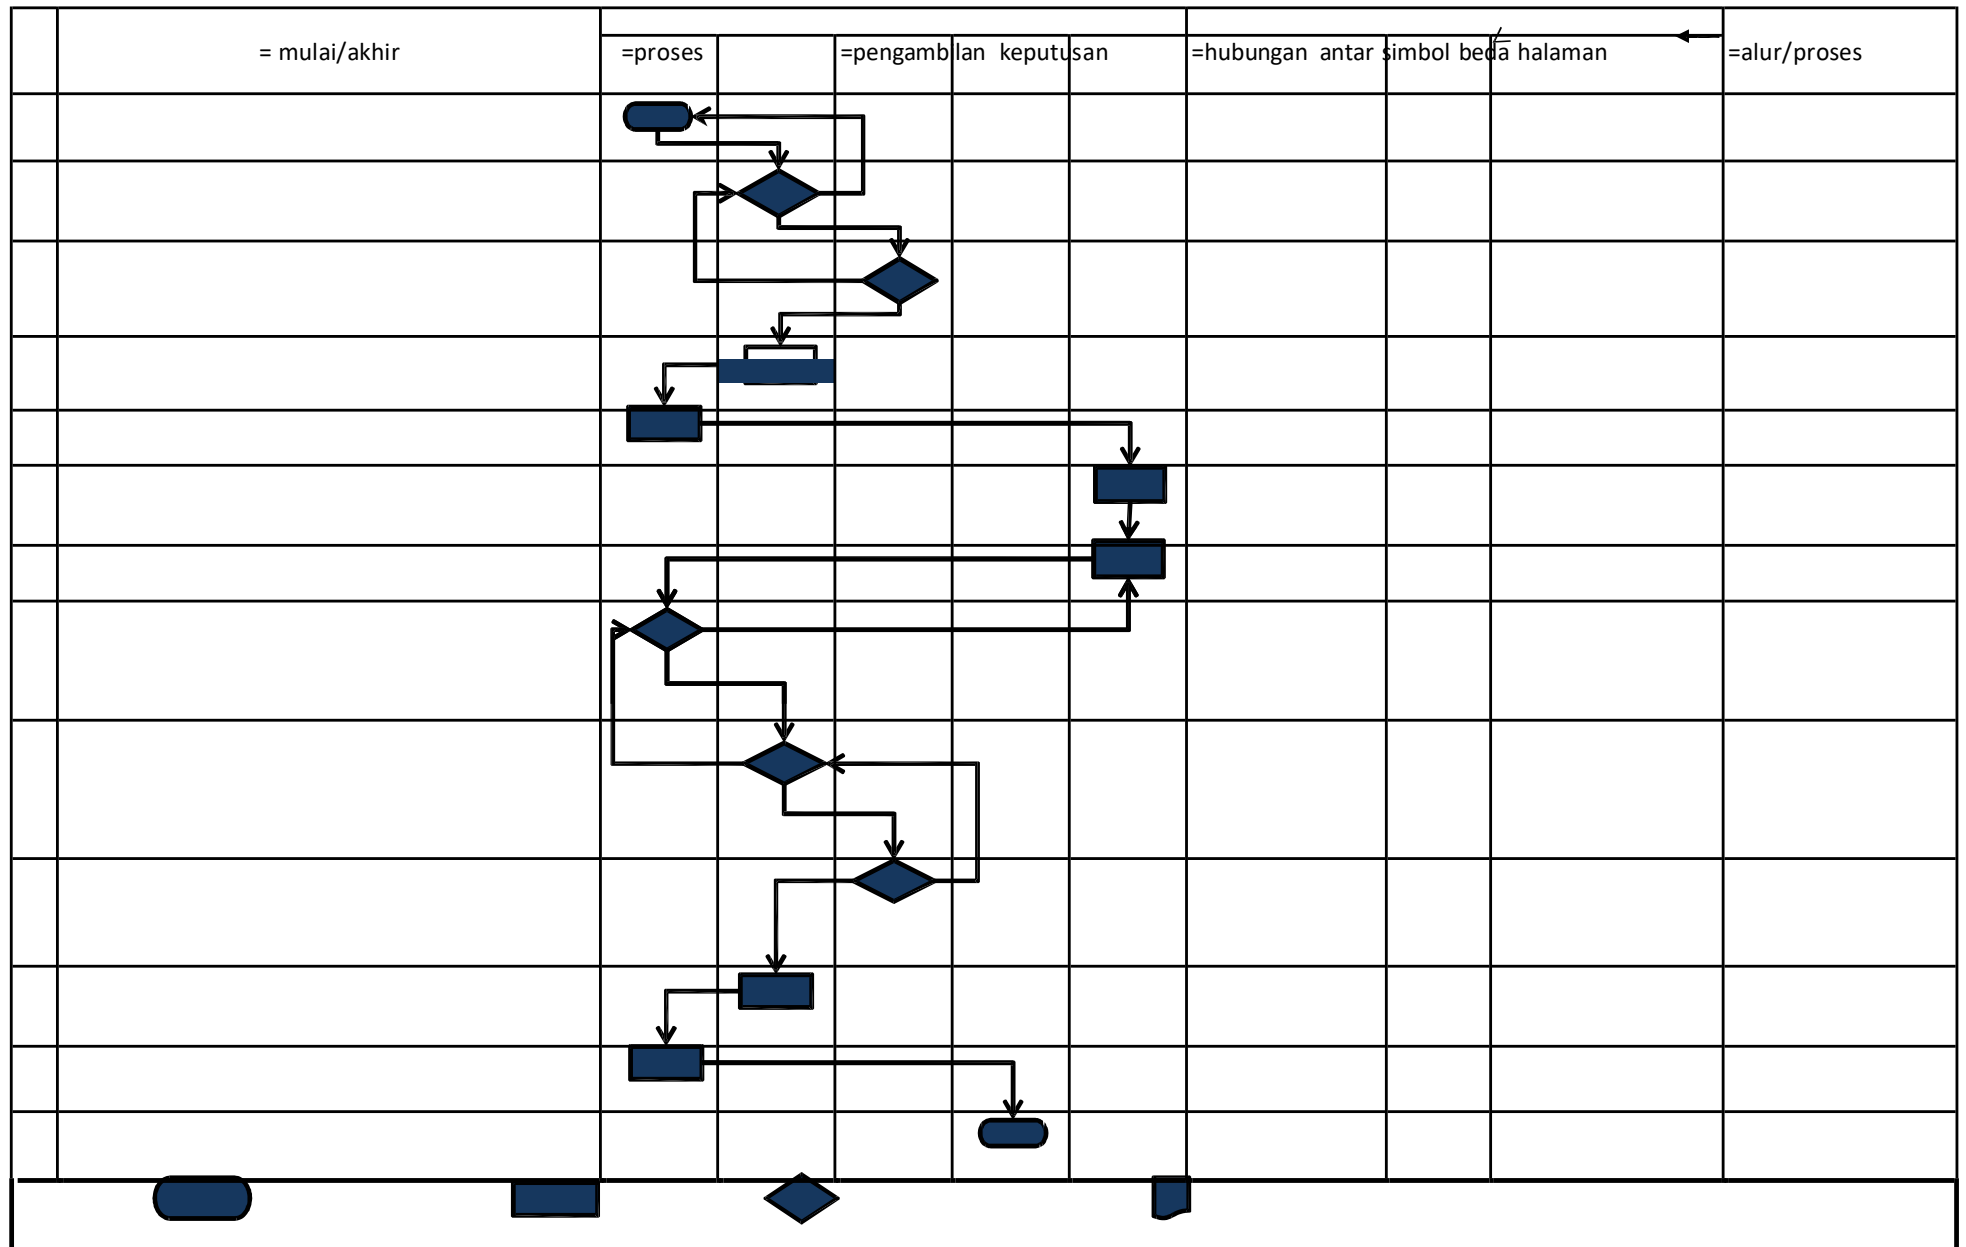 = mulai/akhir =proses =pengambilan keputusan =hubungan antar simbol beda halaman =alur/proses